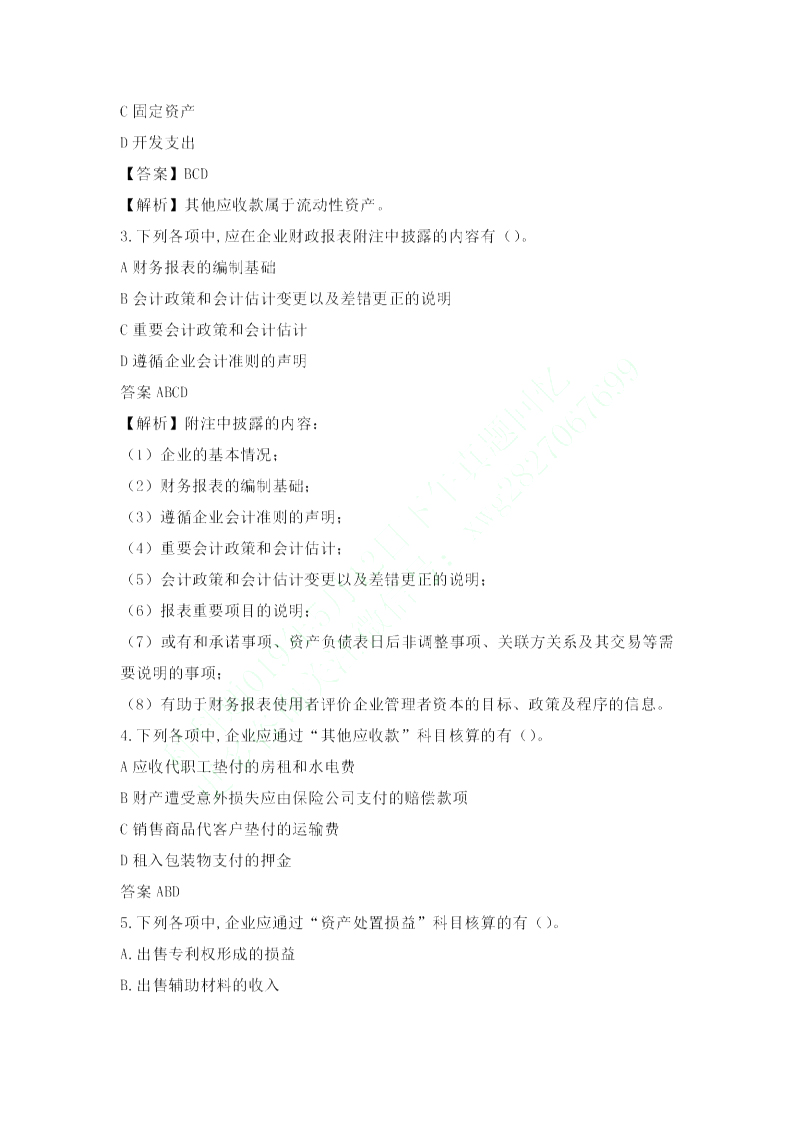 C 固定资产
D 开发支出
【答案】BCD
【解析】其他应收款属于流动性资产。
3.下列各项中,应在企业财政报表附注中披露的内容有（）。
A 财务报表的编制基础
B 会计政策和会计估计变更以及差错更正的说明
C 重要会计政策和会计估计
D 遵循企业会计准则的声明
答案 ABCD
【解析】附注中披露的内容:
（1）企业的基本情况;
（2）财务报表的编制基础;
（3）遵循企业会计准则的声明;
（4）重要会计政策和会计估计;
（5）会计政策和会计估计变更以及差错更正的说明;
（6）报表重要项目的说明;
（7）或有和承诺事项、资产负债表日后非调整事项、关联方关系及其交易等需
要说明的事项;
（8）有助于财务报表使用者评价企业管理者资本的目标、政策及程序的信息。
4.下列各项中,企业应通过“其他应收款”科目核算的有（）。
A 应收代职工垫付的房租和水电费
B 财产遭受意外损失应由保险公司支付的赔偿款项
C 销售商品代客户垫付的运输费
D 租入包装物支付的押金
答案 ABD
5.下列各项中,企业应通过“资产处置损益”科目核算的有（）。
A.出售专利权形成的损益
B.出售辅助材料的收入